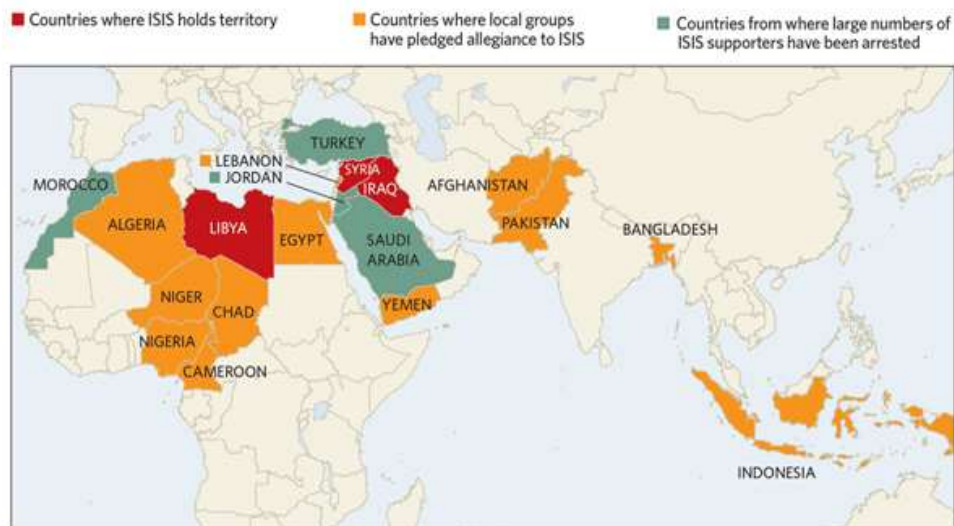 Countries where ISIS holds territory
Countries where local groups
have pledged allegiance to ISIS
Countries from where large numbers of
ISIS supporters have been arrested
TURKEY
LEBANON
SYRIA
JORDAN
IRAQ
MOROCCO
AFGHANISTAN
ALGERIA
LIBYA
EGYPT
PAKISTAN
BANGLADESH
SAUDI
ARABIA
NIGER
CHAD
YEMEN
NIGERIA
CAMEROON
INDONESIA